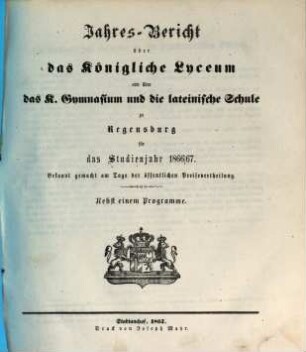 Jahres-Bericht
über
das Königliche Lyceum
und über
das K. Gymnasium und die lateinische Schule
zu
Regensburg
für
das Studienjahr 1866/67.
Bekannt gemacht am Tage der öffentlichen Preisevertheilung.
Nebst einem Programme.
Stadtamhof, 1867.
Druck von Joseph Mayr.